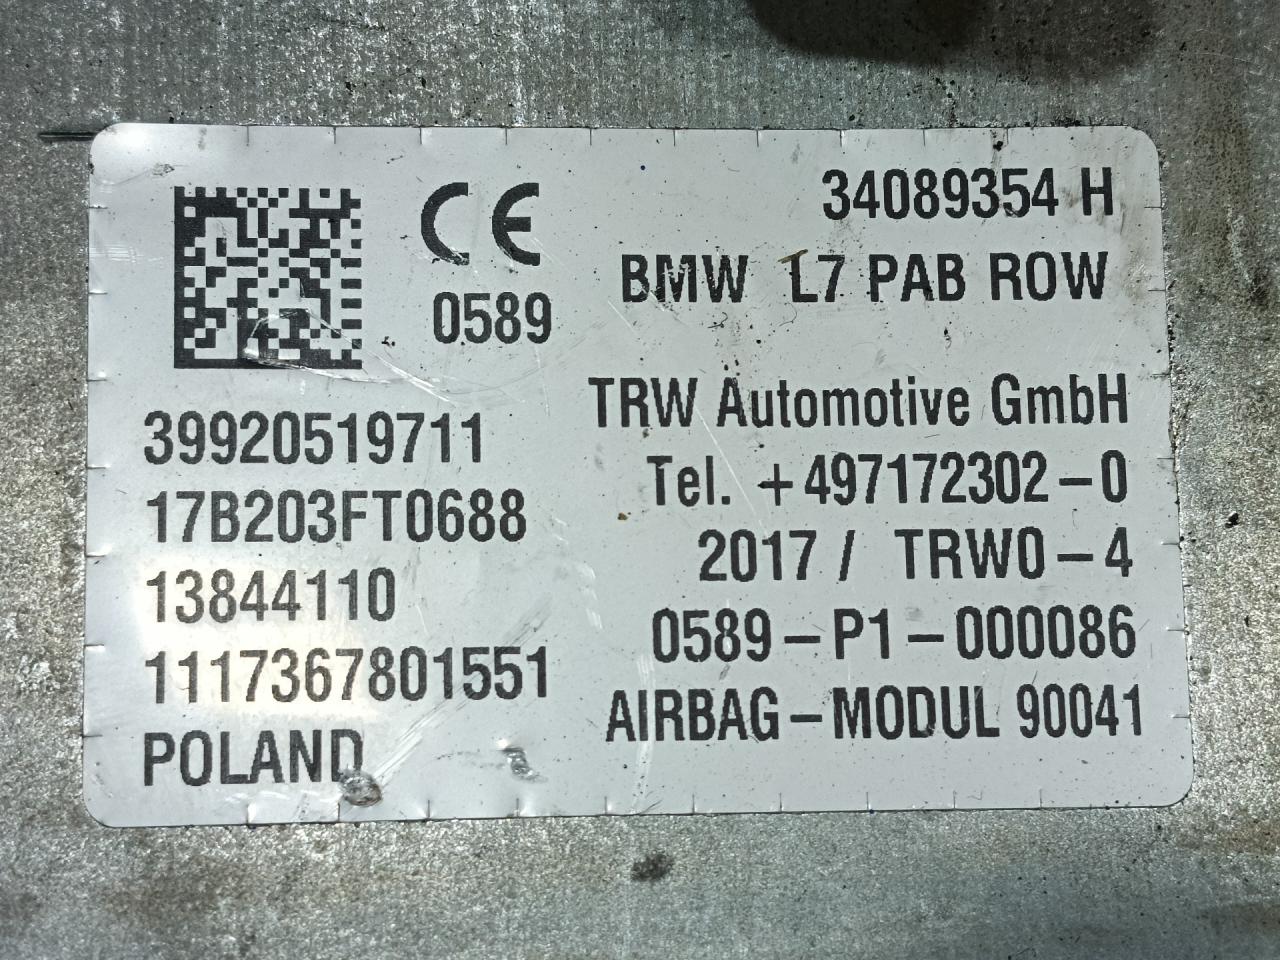 CE
0589
34089354 H
BMW L7 PAB ROW
TRW Automotive GmbH
39920519711
Tel. +497172302-0
17B203FT0688
2017/ TRW0-4
13844110
0589-P1-000086
1117367801551
AIRBAG-MODUL 90041
POLAND